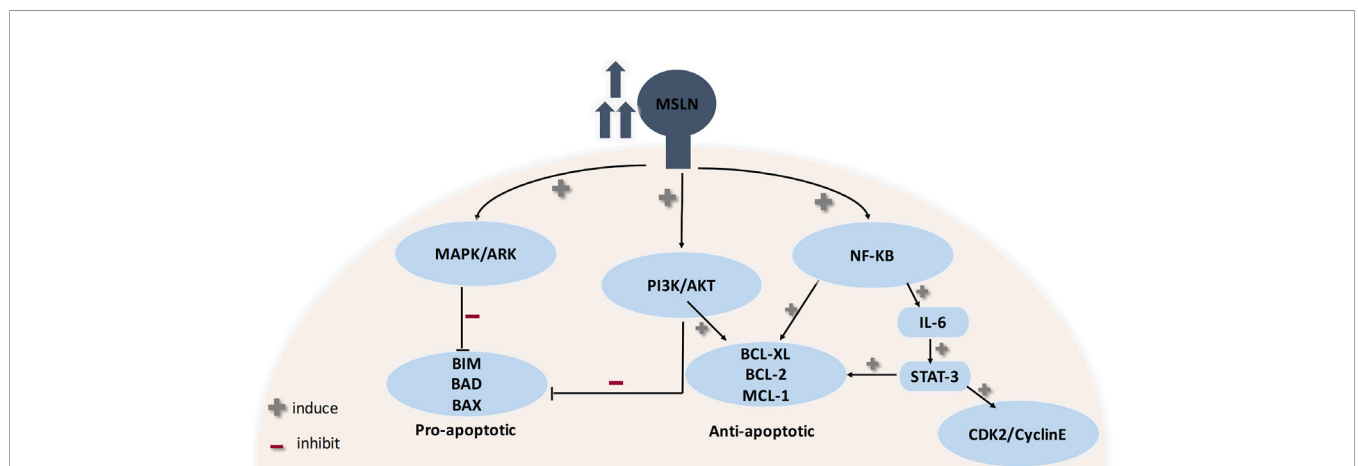 MSLN
MAPK/ARK
NF-KB
PI3K/AKT
IL-6
BCL-XL
BCL-2
MCL-1
STAT-3
BIM
BAD
BAX
induce
Pro-apoptotic
Anti-apoptotic
CDK2/CyclinE
inhibit